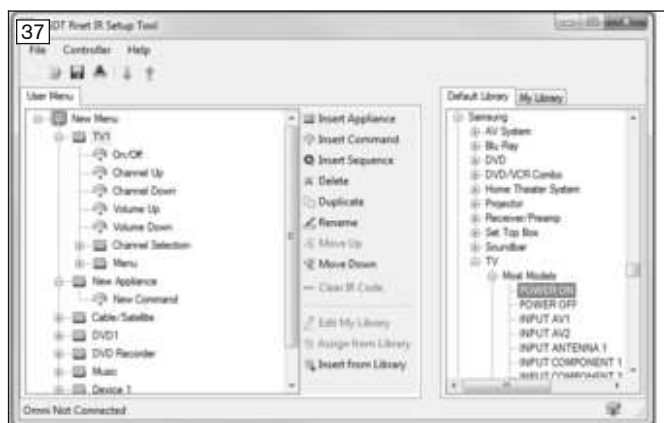 37
DT Rnet IR Setup Tool
File Controller Help
User Menu
New Menu
TV1
On/Off
Channel Up
Channel Down
Volume Up
Volume Down
Channel Selection
Menu
New Appliance
New Command
Cable/Satellite
DVD1
DVD Recorder
Music
Device 1
Insert Appliance
Insert Command
Insert Sequence
Delete
Duplicate
Rename
Move Up
Move Down
Clear IR Code
Edit My Library
Assign from Library
Insert from Library
Default Library My Library
Samsung
AV System
Blu Ray
DVD
DVD/VCR Combo
Home Theater System
Projector
Receiver/Preamp
Set Top Box
Soundbar
TV
Most Models
POWER ON
POWER OFF
INPUT AV1
INPUT AV2
INPUT ANTENNA 1
INPUT COMPONENT 1
INPUT COMPONENT 2
Omni Not Connected